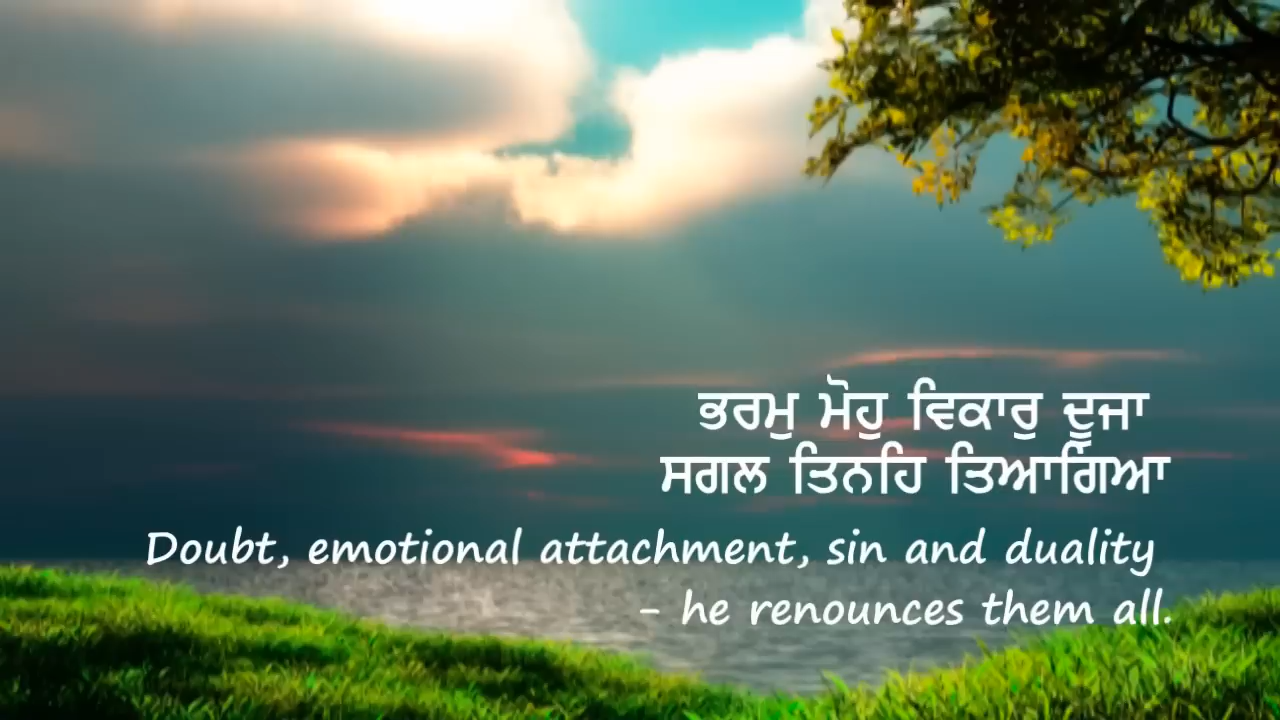 ਭਰਮੁ ਮੋਹੁ ਵਿਕਾਰੁ ਦੂਜਾ
ਸਗਲ ਤਿਨਹਿ ਤਿਆਗਿਆ
Doubt, emotional attachment, sin and duality
- he renounces them all.